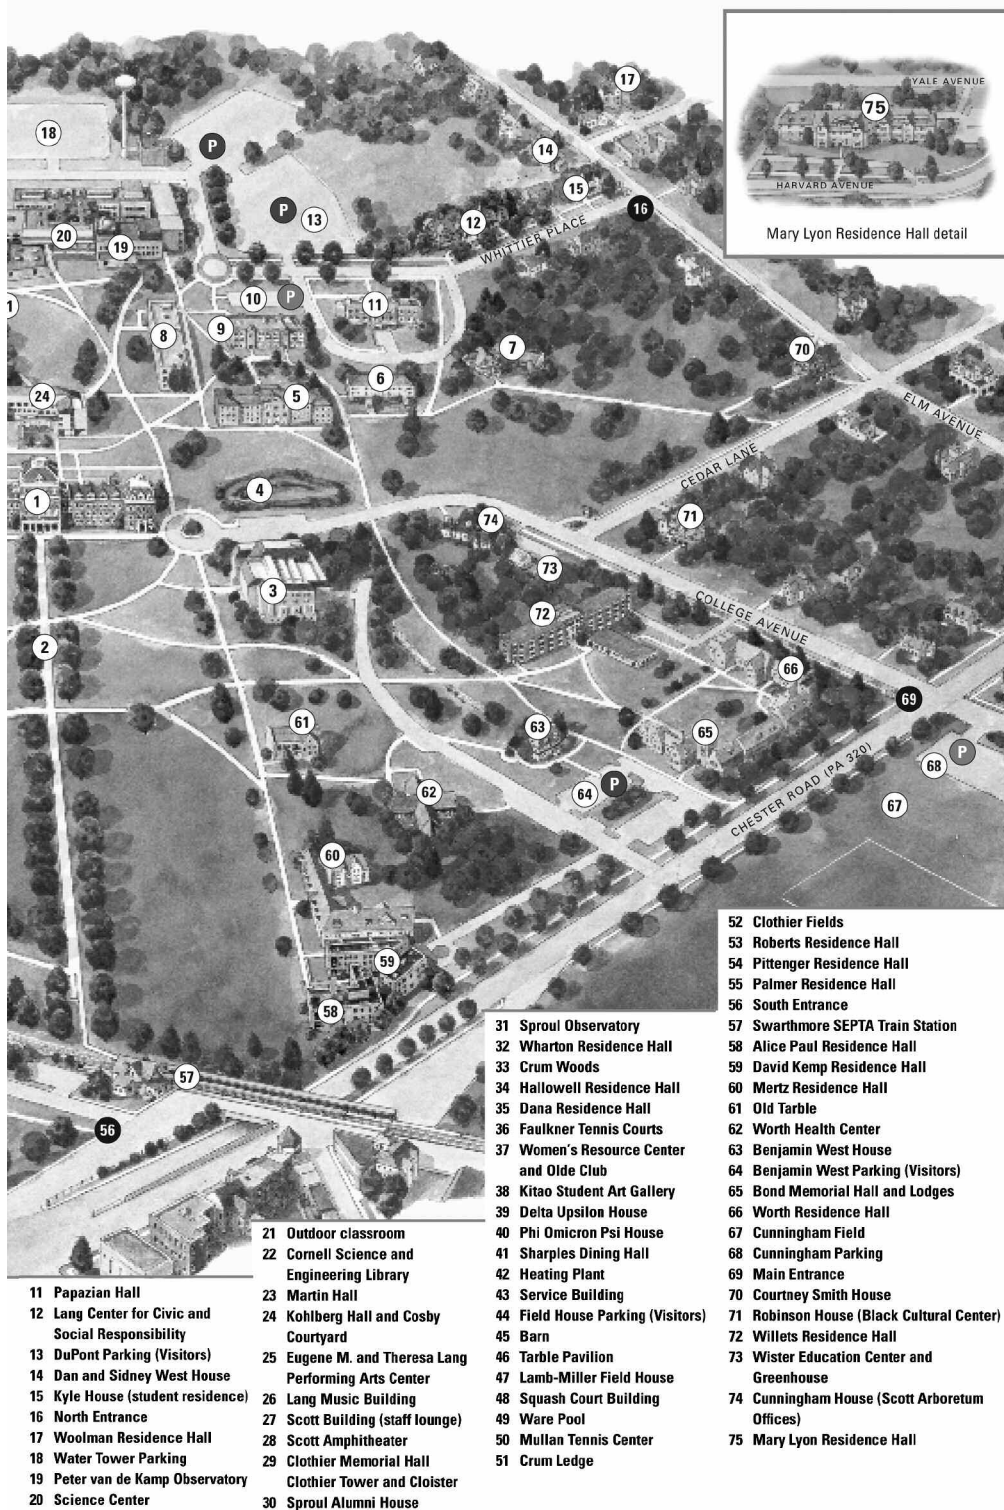 YALE AVENUE
75
HARVARD AVENUE
Mary Lyon Residence Hall detail
17
18
P
14
15
16
P
13
12
WHITTIER PLACE
20
19
10
P
11
1
8
9
7
70
6
24
5
ELM AVENUE
CEDAR LANE
4
1
74
71
73
3
72
COLLEGE AVENUE
2
66
69
61
63
65
P
68
67
CHESTER ROAD (PA 320)
62
64
P
60
59
58
57
56
11 Papazian Hall
12 Lang Center for Civic and
Social Responsibility
13 DuPont Parking (Visitors)
14 Dan and Sidney West House
15 Kyle House (student residence)
16 North Entrance
17 Woolman Residence Hall
18 Water Tower Parking
19 Peter van de Kamp Observatory
20 Science Center
21 Outdoor classroom
22 Cornell Science and
Engineering Library
23 Martin Hall
24 Kohlberg Hall and Cosby
Courtyard
25 Eugene M. and Theresa Lang
Performing Arts Center
26 Lang Music Building
27 Scott Building (staff lounge)
28 Scott Amphitheater
29 Clothier Memorial Hall
Clothier Tower and Cloister
30 Sproul Alumni House
31 Sproul Observatory
32 Wharton Residence Hall
33 Crum Woods
34 Hallowell Residence Hall
35 Dana Residence Hall
36 Faulkner Tennis Courts
37 Women's Resource Center
and Olde Club
38 Kitao Student Art Gallery
39 Delta Upsilon House
40 Phi Omicron Psi House
41 Sharples Dining Hall
42 Heating Plant
43 Service Building
44 Field House Parking (Visitors)
45 Barn
46 Tarble Pavilion
47 Lamb-Miller Field House
48 Squash Court Building
49 Ware Pool
50 Mullan Tennis Center
51 Crum Ledge
52 Clothier Fields
53 Roberts Residence Hall
54 Pittenger Residence Hall
55 Palmer Residence Hall
56 South Entrance
57 Swarthmore SEPTA Train Station
58 Alice Paul Residence Hall
59 David Kemp Residence Hall
60 Mertz Residence Hall
61 Old Tarble
62 Worth Health Center
63 Benjamin West House
64 Benjamin West Parking (Visitors)
65 Bond Memorial Hall and Lodges
66 Worth Residence Hall
67 Cunningham Field
68 Cunningham Parking
69 Main Entrance
70 Courtney Smith House
71 Robinson House (Black Cultural Center)
72 Willets Residence Hall
73 Wister Education Center and
Greenhouse
74 Cunningham House (Scott Arboretum
Offices)
75 Mary Lyon Residence Hall